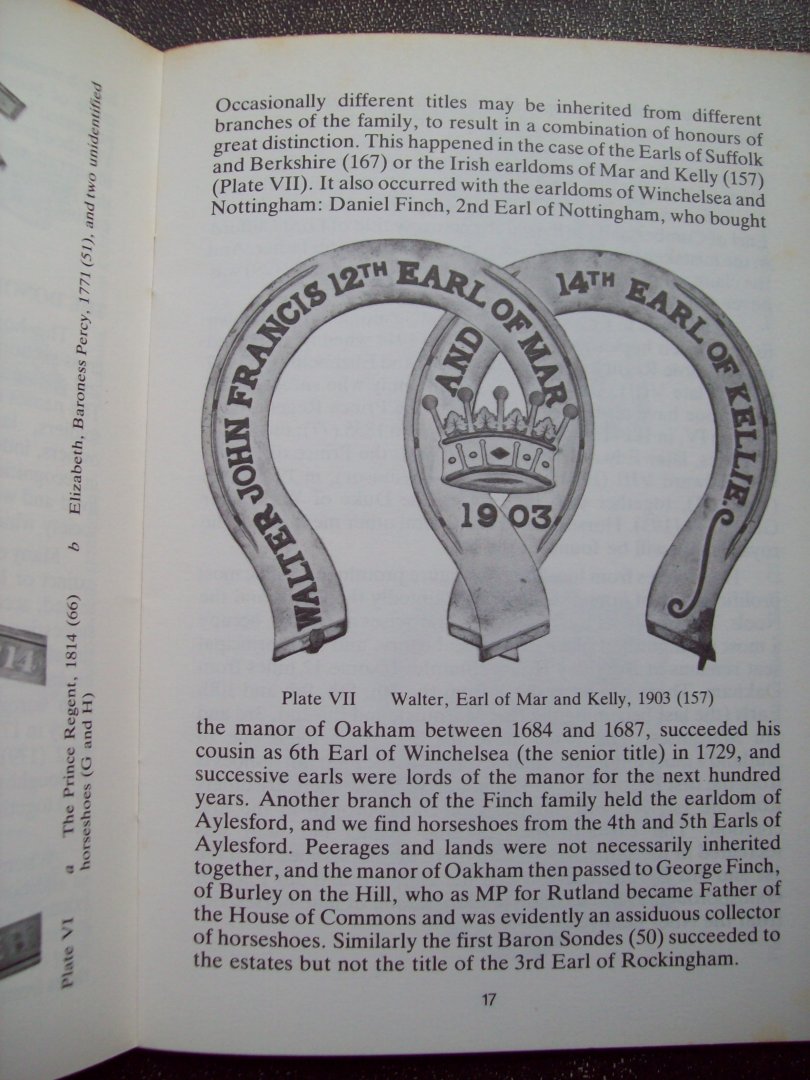 Plate VI a The Prince Regent, 1814 (66) b Elizabeth, Baroness Percy, 1771 (51), and two unidentified
horseshoes (G and H)
14
Occasionally different titles may be inherited from different
branches of the family, to result in a combination of honours of
great distinction. This happened in the case of the Earls of Suffolk
and Berkshire (167) or the Irish earldoms of Mar and Kelly (157)
(Plate VII). It also occurred with the earldoms of Winchelsea and
Nottingham: Daniel Finch, 2nd Earl of Nottingham, who bought
WALTER JOHN FRANCIS 12TH EARL OF MAR
AND
14TH EARL OF KELLIE.
1903
Plate VII Walter, Earl of Mar and Kelly, 1903 (157)
the manor of Oakham between 1684 and 1687, succeeded his
cousin as 6th Earl of Winchelsea (the senior title) in 1729, and
successive earls were lords of the manor for the next hundred
years. Another branch of the Finch family held the earldom of
Aylesford, and we find horseshoes from the 4th and 5th Earls of
Aylesford. Peerages and lands were not necessarily inherited
together, and the manor of Oakham then passed to George Finch,
of Burley on the Hill, who as MP for Rutland became Father of
the House of Commons and was evidently an assiduous collector
of horseshoes. Similarly the first Baron Sondes (50) succeeded to
the estates but not the title of the 3rd Earl of Rockingham.
17